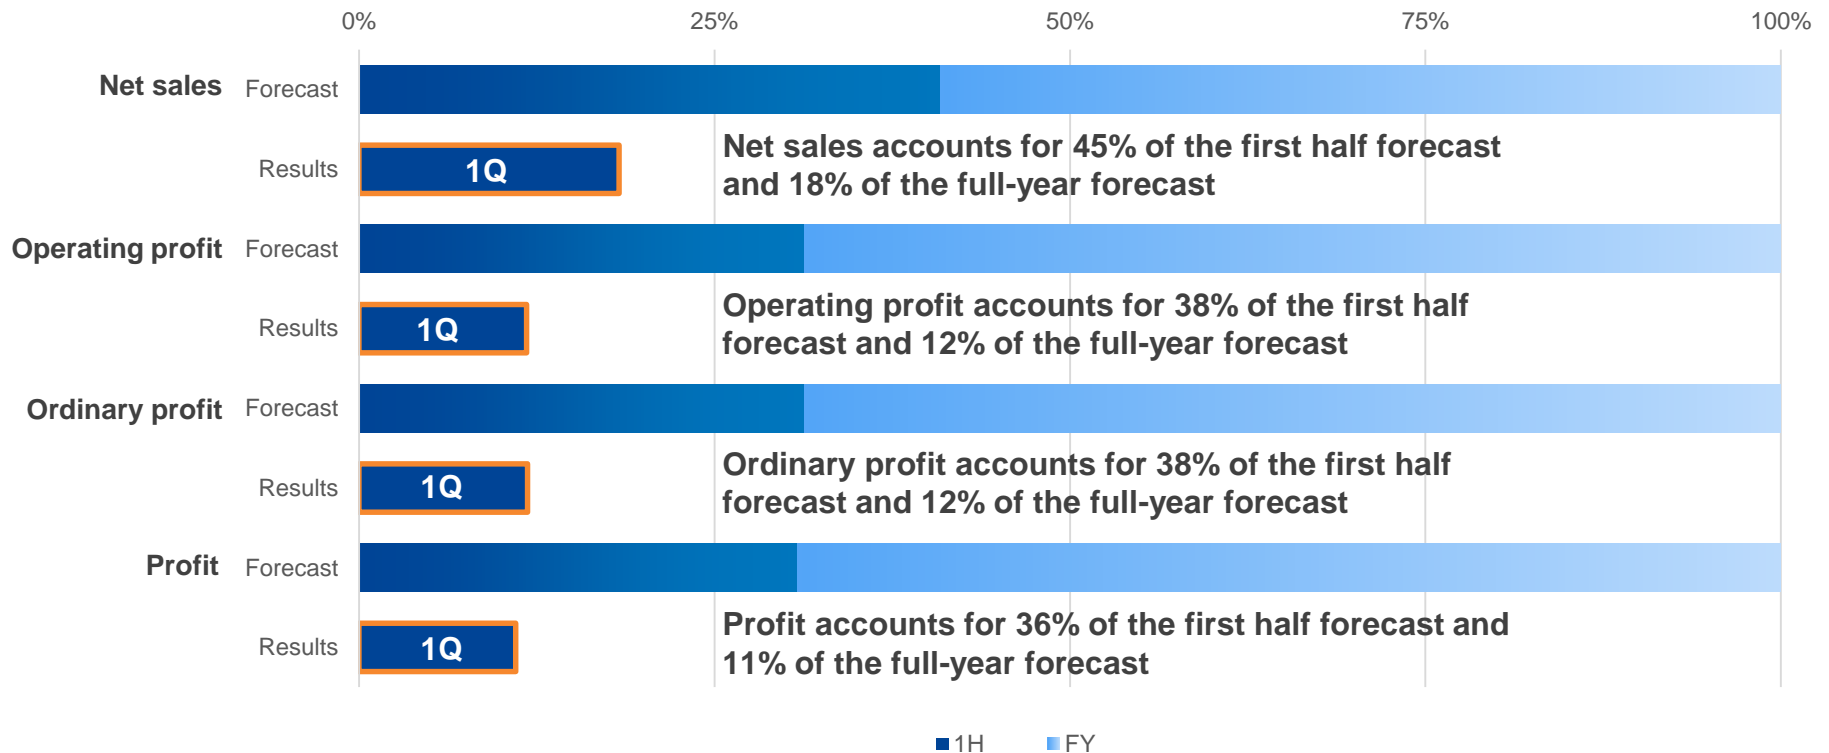 0% 25% 50% 75% 100%
Net sales Forecast
Results 1Q Net sales accounts for 45% of the first half forecast
and 18% of the full-year forecast
Operating profit Forecast
Results 1Q Operating profit accounts for 38% of the first half
forecast and 12% of the full-year forecast
Ordinary profit Forecast
Results 1Q Ordinary profit accounts for 38% of the first half
forecast and 12% of the full-year forecast
Profit Forecast
Results 1Q Profit accounts for 36% of the first half forecast and
11% of the full-year forecast
1H FY